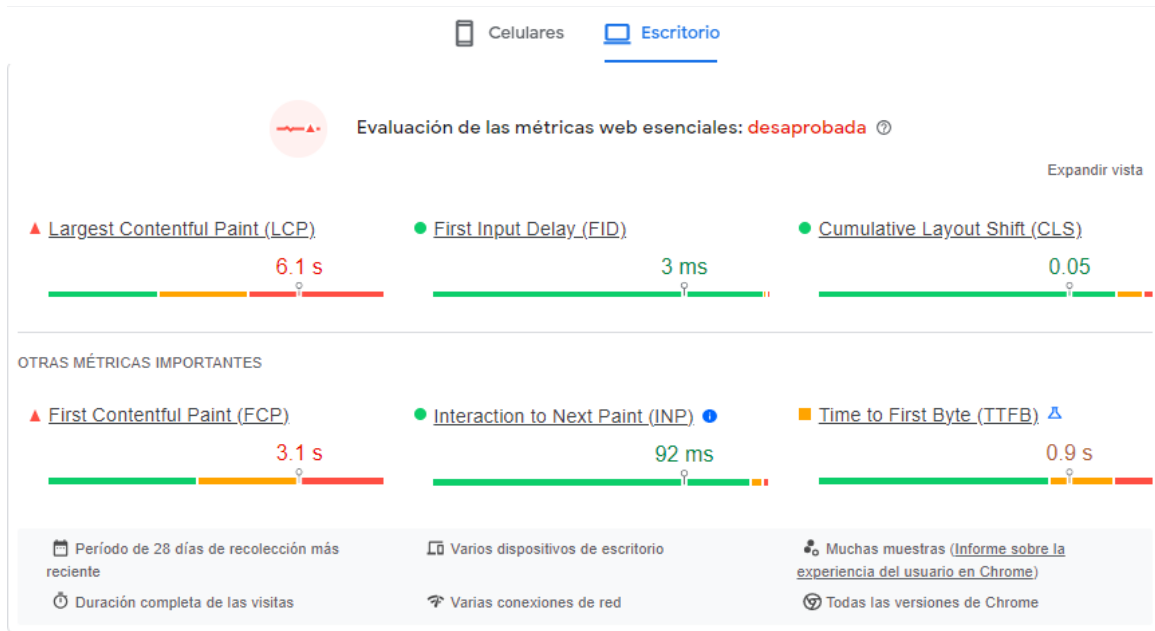 Celulares
Escritorio
Evaluación de las métricas web esenciales: desaprobada
Expandir vista
Largest Contentful Paint (LCP)
6.1 s
First Input Delay (FID)
3 ms
Cumulative Layout Shift (CLS)
0.05
OTRAS MÉTRICAS IMPORTANTES
First Contentful Paint (FCP)
3.1 s
Interaction to Next Paint (INP)
92 ms
Time to First Byte (TTFB)
0.9 s
Período de 28 días de recolección más
reciente
Varios dispositivos de escritorio
Muchas muestras (Informe sobre la
experiencia del usuario en Chrome)
Duración completa de las visitas
Varias conexiones de red
Todas las versiones de Chrome